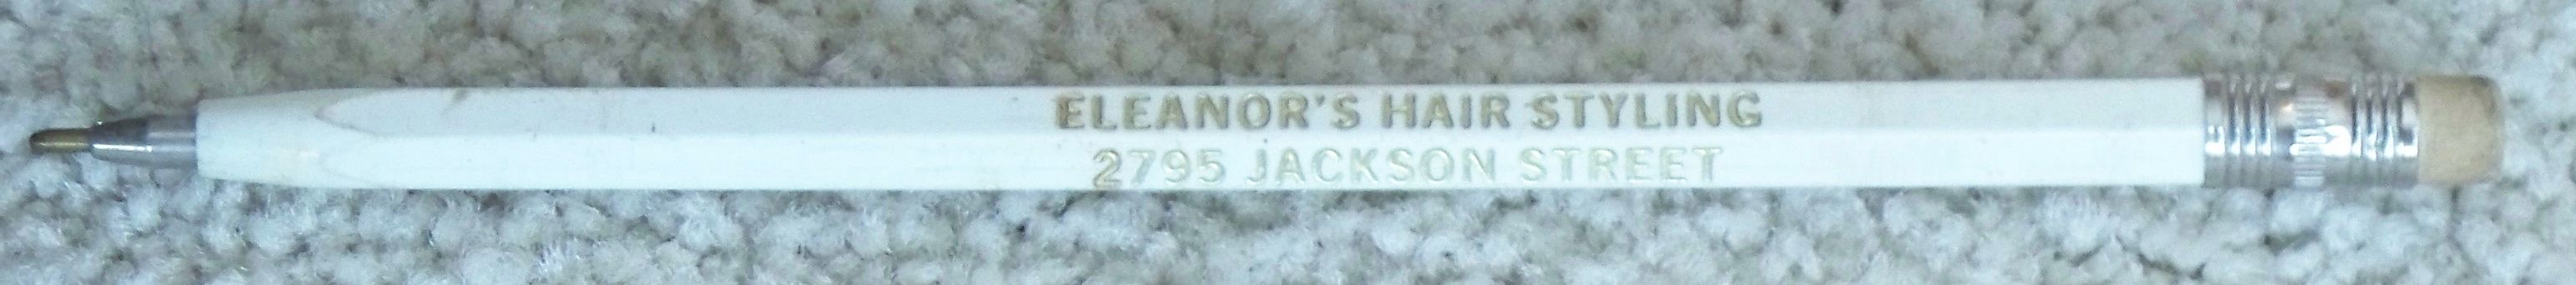 ELEANOR'S HAIR STYLING
2795 JACKSON STREET